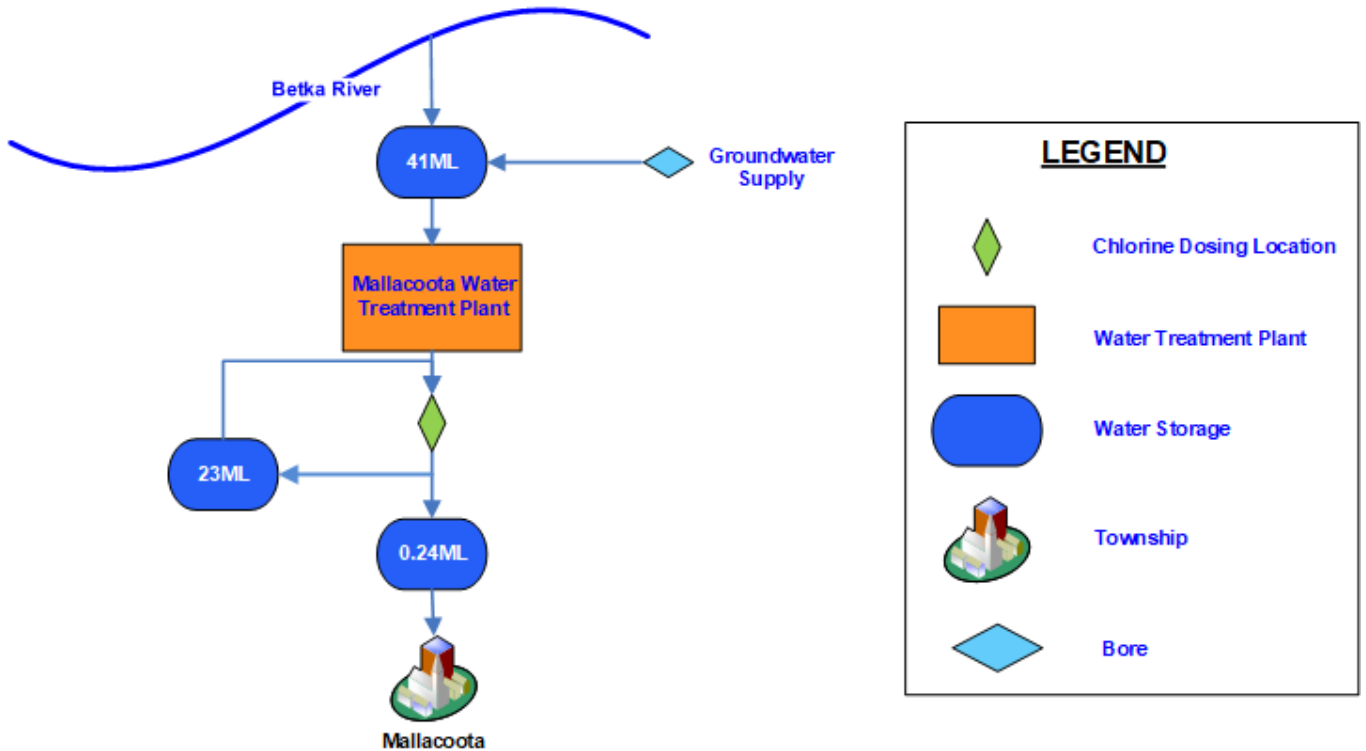 Betka River
41ML
Groundwater
Supply
Mallacoota Water
Treatment Plant
23ML
0.24ML
Mallacoota
LEGEND
Chlorine Dosing Location
Water Treatment Plant
Water Storage
Township
Bore